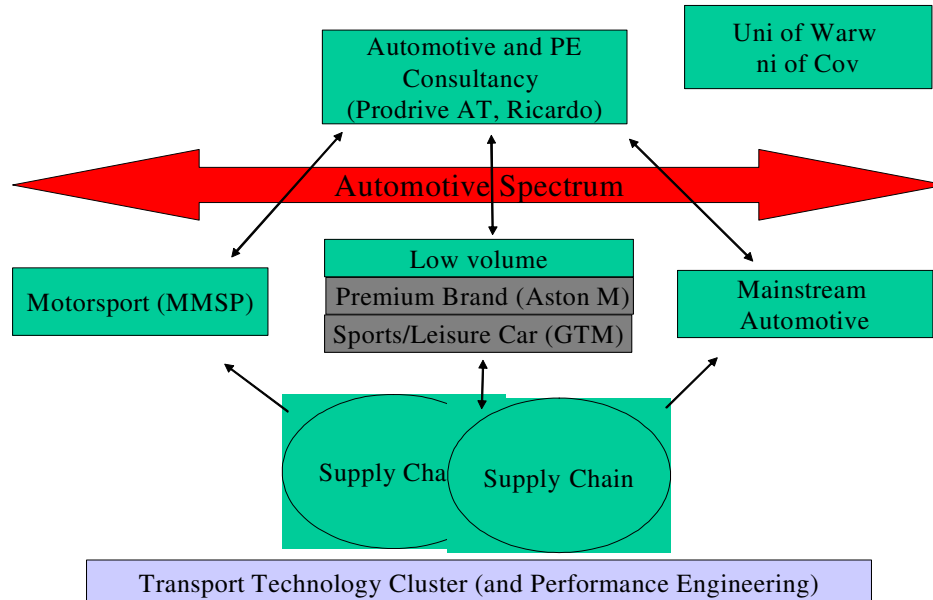 Automotive and PE
Consultancy
(Prodrive AT, Ricardo)
Uni of Warw
ni of Cov
Automotive Spectrum
Motorsport (MMSP)
Low volume
Premium Brand (Aston M)
Sports/Leisure Car (GTM)
Mainstream
Automotive
Supply Cha
Supply Chain
Transport Technology Cluster (and Performance Engineering)